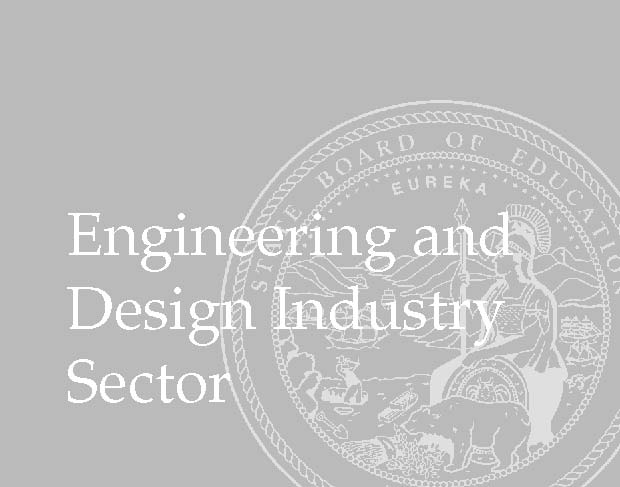 STATE BOARD OF EDUCATION
EUREKA
Engineering and
Design Industry
Sector